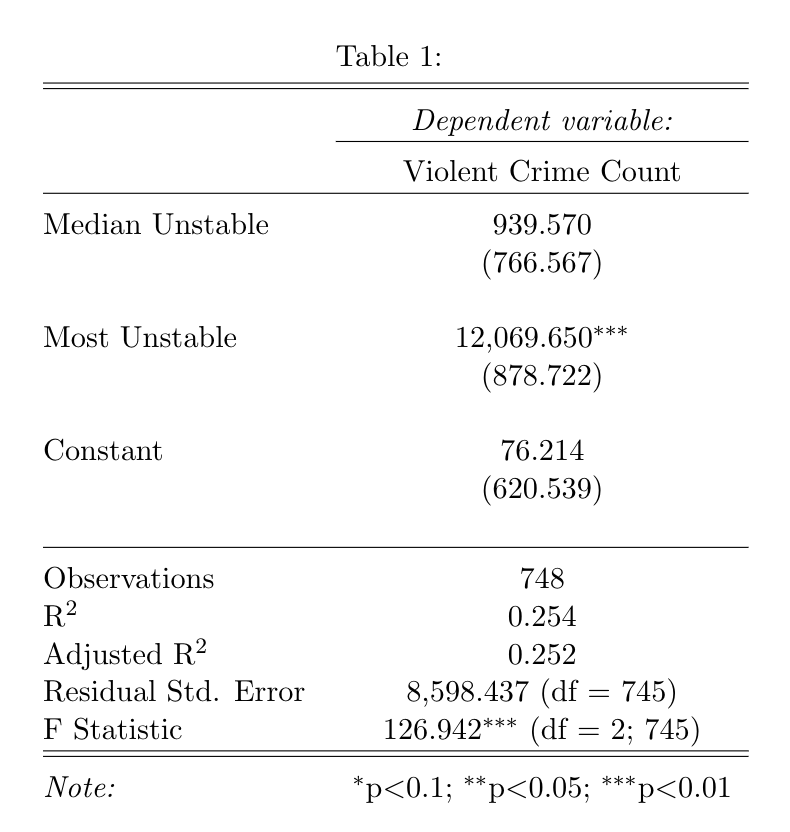 Table 1:
Dependent variable:
Violent Crime Count
Median Unstable 939.570
(766.567)
Most Unstable 12,069.650***
(878.722)
Constant 76.214
(620.539)
Observations 748
R² 0.254
Adjusted R² 0.252
Residual Std. Error 8,598.437 (df = 745)
F Statistic 126.942*** (df = 2; 745)
Note: *p<0.1; **p<0.05; ***p<0.01